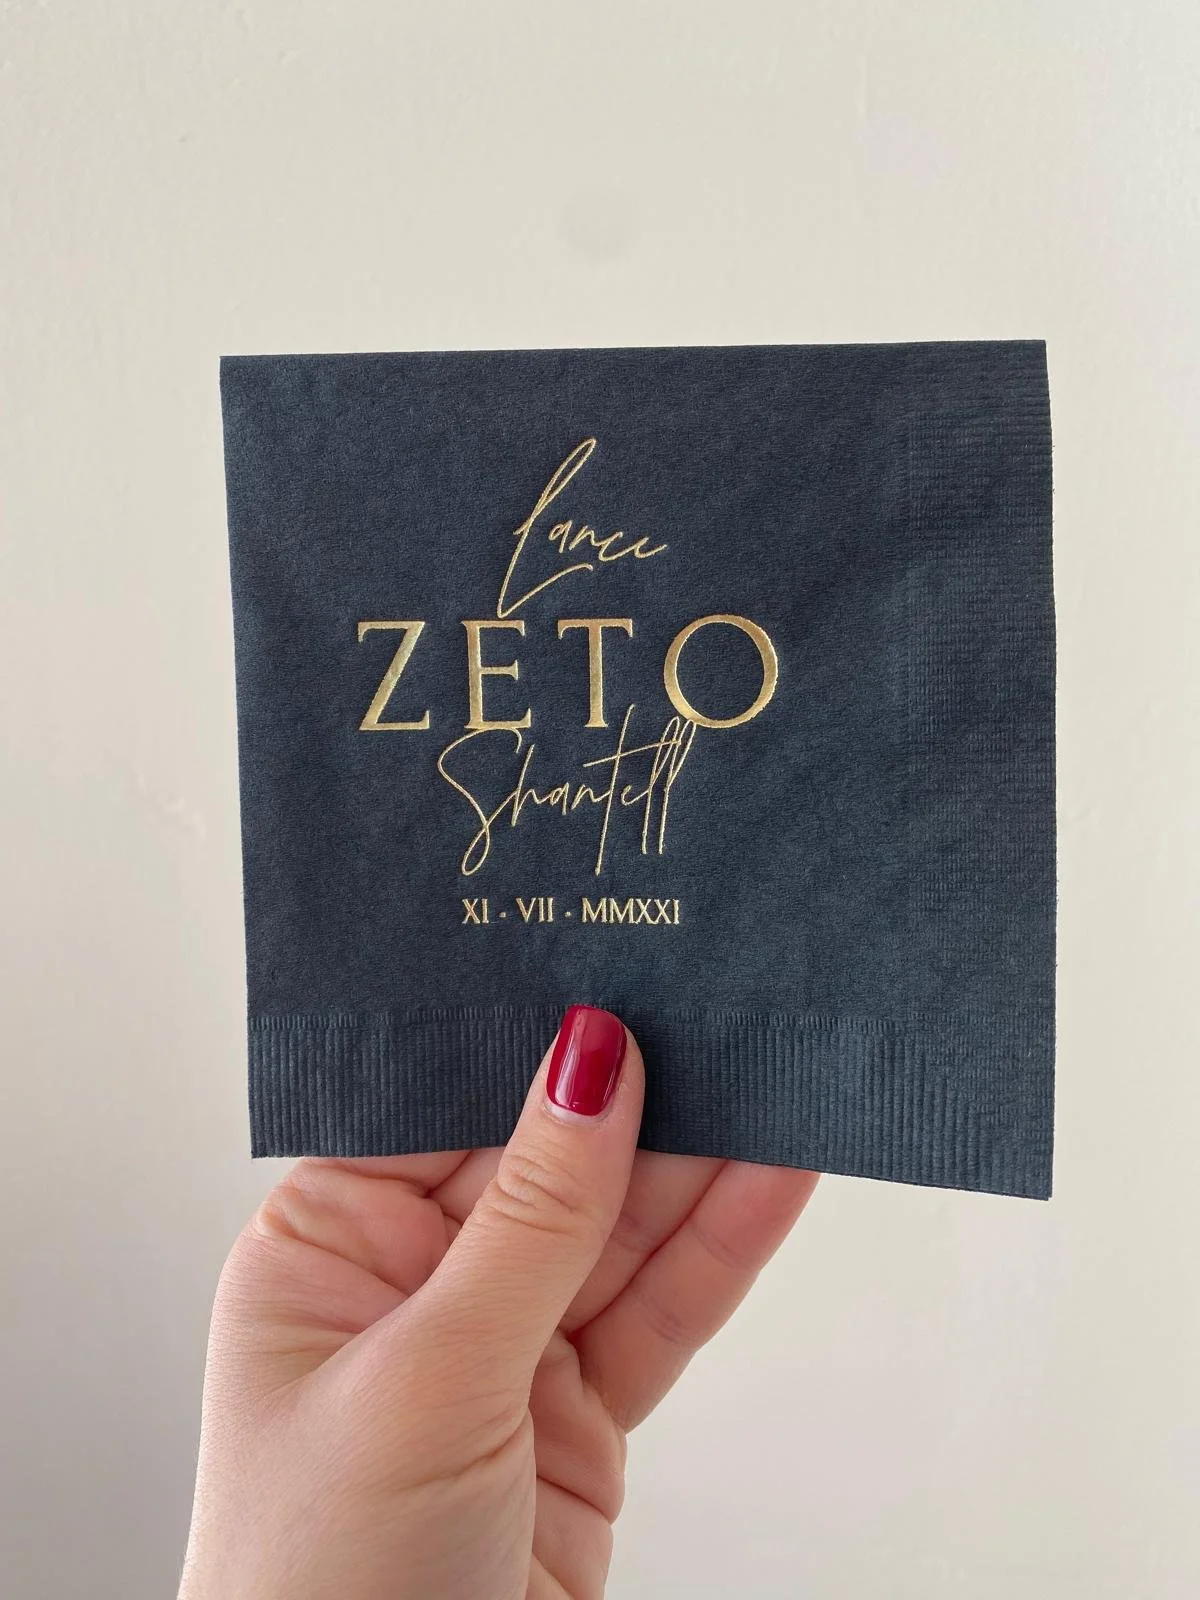 Lance
ZETO
Shantell
XI · VII · MMXXI